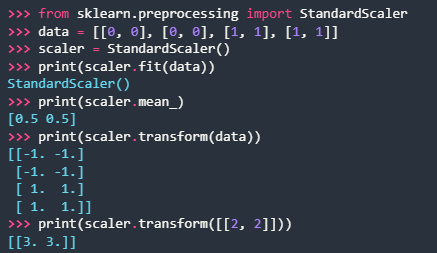 >>> from sklearn.preprocessing import StandardScaler
>>> data = [[0, 0], [0, 0], [1, 1], [1, 1]]
>>> scaler = StandardScaler()
>>> print(scaler.fit(data))
StandardScaler()
>>> print(scaler.mean_)
[0.5 0.5]
>>> print(scaler.transform(data))
[[-1. -1.]
 [-1. -1.]
 [ 1.  1.]
 [ 1.  1.]]
>>> print(scaler.transform([[2, 2]]))
[[3. 3.]]